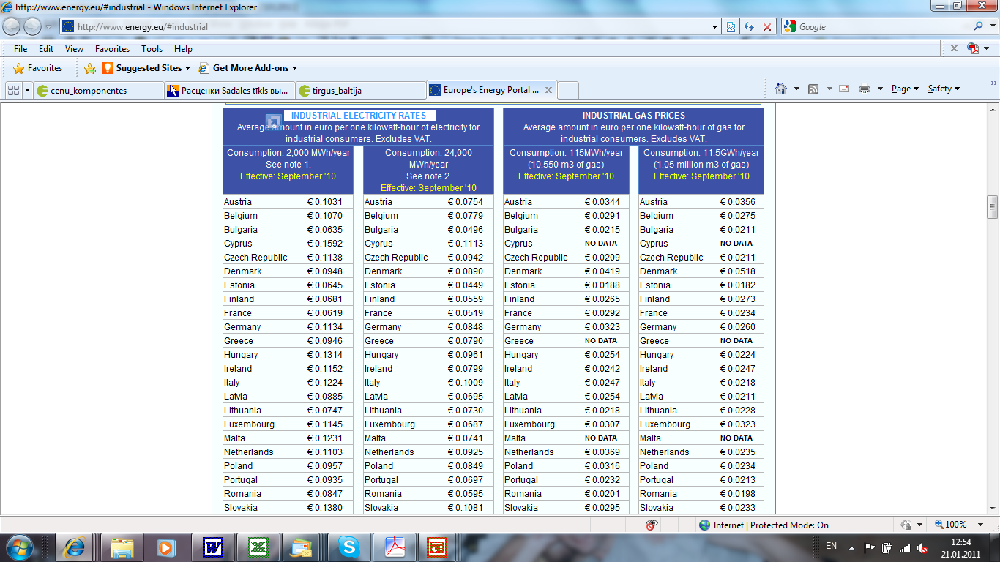 http://www.energy.eu/#industrial - Windows Internet Explorer
http://www.energy.eu/#industrial
Google
File Edit View Favorites Tools Help
Favorites Suggested Sites Get More Add-ons
cenu_komponentes Расценки Sadales tīkls вы... tirgus_baltija Europe's Energy Portal ... Page Safety
– INDUSTRIAL ELECTRICITY RATES –
Average amount in euro per one kilowatt-hour of electricity for
industrial consumers. Excludes VAT.
– INDUSTRIAL GAS PRICES –
Average amount in euro per one kilowatt-hour of gas for
industrial consumers. Excludes VAT.
Consumption: 2,000 MWh/year
See note 1.
Effective: September '10
Consumption: 24,000
MWh/year
See note 2.
Effective: September '10
Consumption: 115MWh/year
(10,550 m3 of gas)
Effective: September '10
Consumption: 11.5GWh/year
(1.05 million m3 of gas)
Effective: September '10
Austria € 0.1031 Austria € 0.0754 Austria € 0.0344 Austria € 0.0356
Belgium € 0.1070 Belgium € 0.0779 Belgium € 0.0291 Belgium € 0.0275
Bulgaria € 0.0635 Bulgaria € 0.0496 Bulgaria € 0.0215 Bulgaria € 0.0211
Cyprus € 0.1592 Cyprus € 0.1113 Cyprus NO DATA Cyprus NO DATA
Czech Republic € 0.1138 Czech Republic € 0.0942 Czech Republic € 0.0209 Czech Republic € 0.0211
Denmark € 0.0948 Denmark € 0.0890 Denmark € 0.0419 Denmark € 0.0518
Estonia € 0.0645 Estonia € 0.0449 Estonia € 0.0188 Estonia € 0.0182
Finland € 0.0681 Finland € 0.0559 Finland € 0.0265 Finland € 0.0273
France € 0.0619 France € 0.0519 France € 0.0292 France € 0.0234
Germany € 0.1134 Germany € 0.0848 Germany € 0.0323 Germany € 0.0260
Greece € 0.0946 Greece € 0.0790 Greece NO DATA Greece NO DATA
Hungary € 0.1314 Hungary € 0.0961 Hungary € 0.0254 Hungary € 0.0224
Ireland € 0.1152 Ireland € 0.0799 Ireland € 0.0242 Ireland € 0.0247
Italy € 0.1224 Italy € 0.1009 Italy € 0.0247 Italy € 0.0218
Latvia € 0.0885 Latvia € 0.0695 Latvia € 0.0254 Latvia € 0.0211
Lithuania € 0.0747 Lithuania € 0.0730 Lithuania € 0.0218 Lithuania € 0.0228
Luxembourg € 0.1145 Luxembourg € 0.0687 Luxembourg € 0.0307 Luxembourg € 0.0323
Malta € 0.1231 Malta € 0.0741 Malta NO DATA Malta NO DATA
Netherlands € 0.1103 Netherlands € 0.0925 Netherlands € 0.0369 Netherlands € 0.0235
Poland € 0.0957 Poland € 0.0849 Poland € 0.0316 Poland € 0.0234
Portugal € 0.0935 Portugal € 0.0697 Portugal € 0.0232 Portugal € 0.0213
Romania € 0.0847 Romania € 0.0595 Romania € 0.0201 Romania € 0.0198
Slovakia € 0.1380 Slovakia € 0.1081 Slovakia € 0.0295 Slovakia € 0.0233
Internet | Protected Mode: On 100%
EN 12:54
21.01.2011